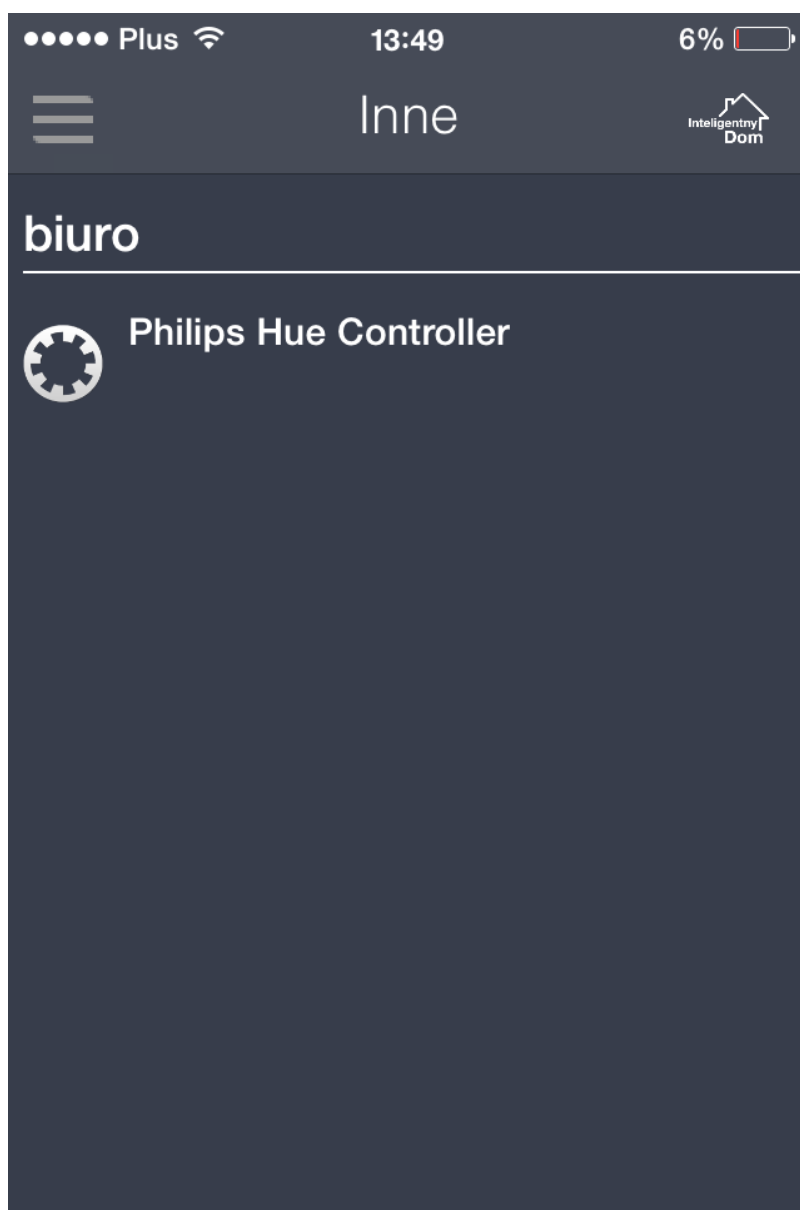 Plus
13:49
6%
Inne
Inteligentny
Dom
biuro
Philips Hue Controller